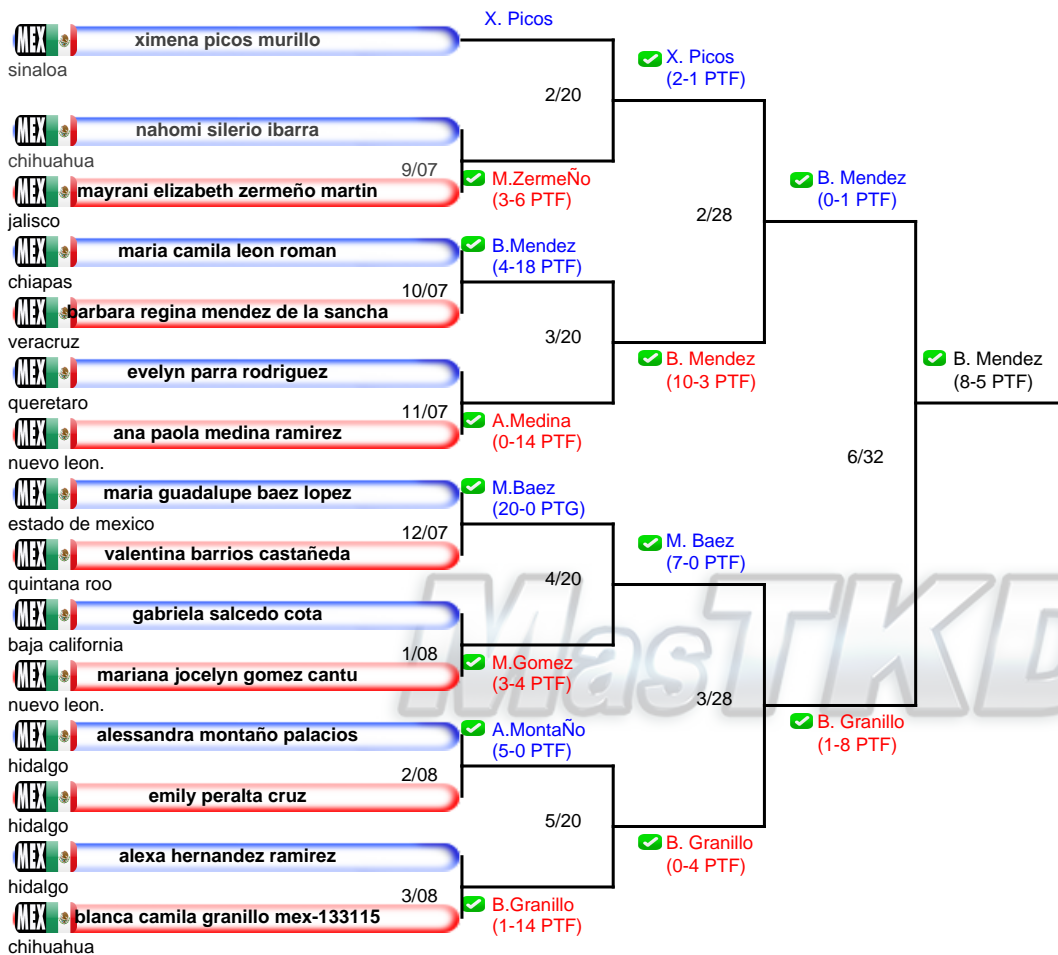 X. Picos
MEX ximena picos murillo
sinaloa
X. Picos
(2-1 PTF)
2/20
MEX nahomi silerio ibarra
chihuahua
9/07
MEX mayrani elizabeth zermeño martin
jalisco
M.ZermeÑo
(3-6 PTF)
B. Mendez
(0-1 PTF)
2/28
MEX maria camila leon roman
chiapas
B.Mendez
(4-18 PTF)
10/07
MEX barbara regina mendez de la sancha
veracruz
3/20
B. Mendez
(10-3 PTF)
MEX evelyn parra rodriguez
queretaro
11/07
MEX ana paola medina ramirez
nuevo leon.
A.Medina
(0-14 PTF)
B. Mendez
(8-5 PTF)
6/32
MEX maria guadalupe baez lopez
estado de mexico
M.Baez
(20-0 PTG)
12/07
MEX valentina barrios castañeda
quintana roo
M. Baez
(7-0 PTF)
4/20
MEX gabriela salcedo cota
baja california
1/08
MEX mariana jocelyn gomez cantu
nuevo leon.
M.Gomez
(3-4 PTF)
MasTKD
3/28
B. Granillo
(1-8 PTF)
MEX alessandra montaño palacios
hidalgo
A.MontaÑo
(5-0 PTF)
2/08
MEX emily peralta cruz
hidalgo
5/20
B. Granillo
(0-4 PTF)
MEX alexa hernandez ramirez
hidalgo
3/08
MEX blanca camila granillo mex-133115
chihuahua
B.Granillo
(1-14 PTF)